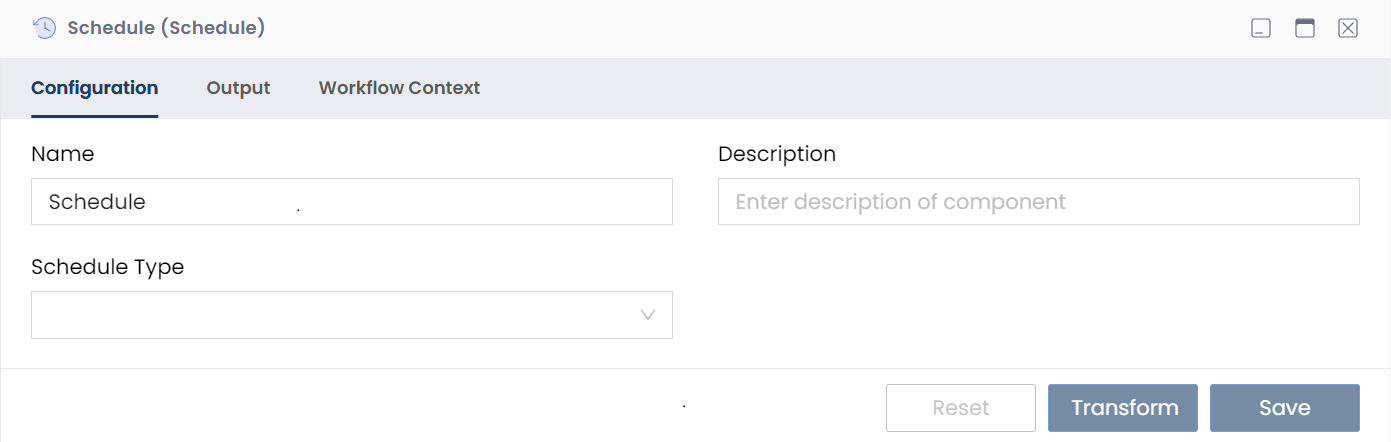 Schedule (Schedule)
Configuration Output Workflow Context
Name Description
Schedule Enter description of component
Schedule Type
Reset Transform Save